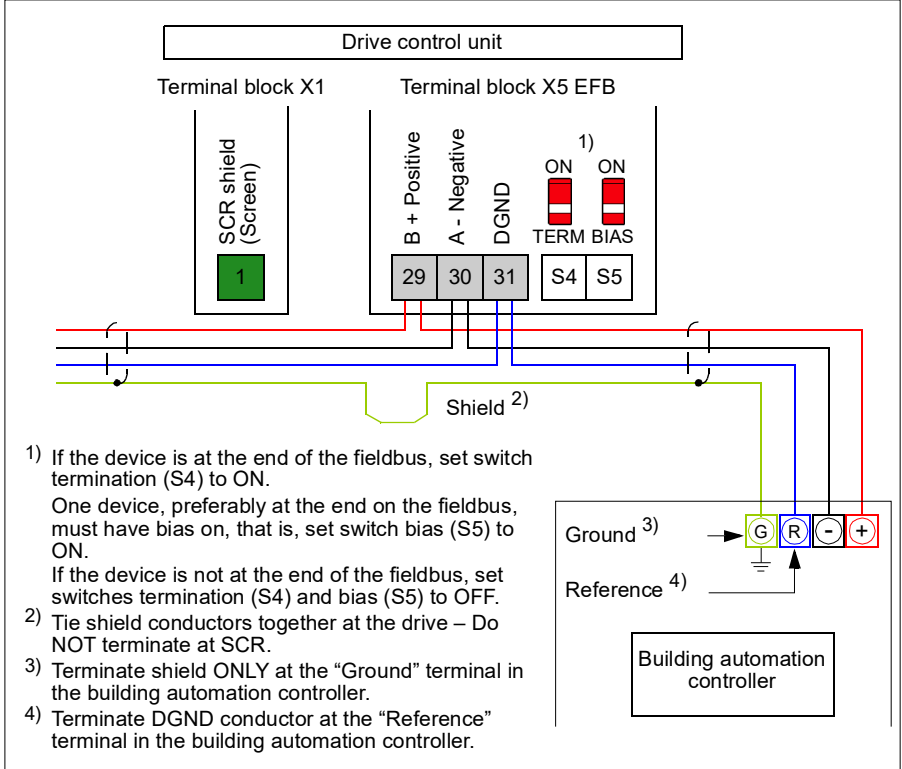 Drive control unit
Terminal block X1
Terminal block X5 EFB
SCR shield
(Screen)
1
B + Positive
A - Negative
DGND
1)
ON
ON
TERM
BIAS
29
30
31
S4
S5
Shield 2)
1) If the device is at the end of the fieldbus, set switch
termination (S4) to ON.
One device, preferably at the end on the fieldbus,
must have bias on, that is, set switch bias (S5) to
ON.
If the device is not at the end of the fieldbus, set
switches termination (S4) and bias (S5) to OFF.
2) Tie shield conductors together at the drive – Do
NOT terminate at SCR.
3) Terminate shield ONLY at the “Ground” terminal in
the building automation controller.
4) Terminate DGND conductor at the “Reference”
terminal in the building automation controller.
Ground 3)
G
R
-
+
Reference 4)
Building automation
controller